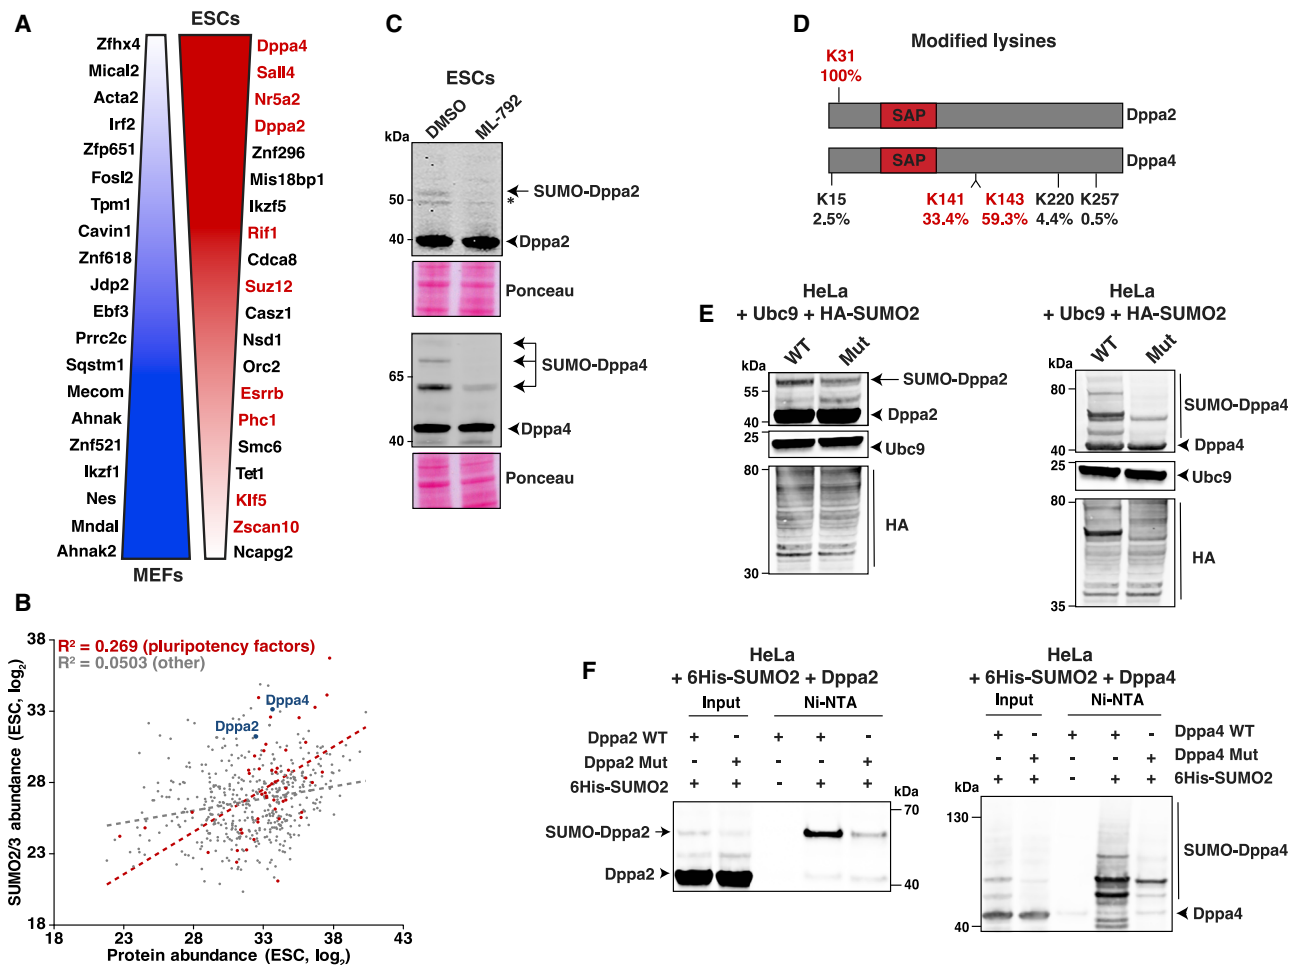 A
ESCs
Zfhx4
Mical2
Acta2
Irf2
Zfp651
Fosl2
Tpm1
Cavin1
Znf618
Jdp2
Ebf3
Prrc2c
Sqstm1
Mecom
Ahnak
Znf521
Ikzf1
Nes
Mndal
Ahnak2
Dppa4
Sall4
Nr5a2
Dppa2
Znf296
Mis18bp1
Ikzf5
Rif1
Cdca8
Suz12
Casz1
Nsd1
Orc2
Esrrb
Phc1
Smc6
Tet1
Klf5
Zscan10
Ncapg2
MEFs
B
R² = 0.269 (pluripotency factors)
R² = 0.0503 (other)
SUMO2/3 abundance (ESC, log₂)
38
33
28
23
18
Dppa4
Dppa2
18 23 28 33 38 43
Protein abundance (ESC, log₂)
C
ESCs
DMSO ML-792
kDa
50
40
SUMO-Dppa2
*
Dppa2
Ponceau
65
40
SUMO-Dppa4
Dppa4
Ponceau
D
Modified lysines
K31
100%
SAP Dppa2
SAP Dppa4
K15 K141 K143 K220 K257
2.5% 33.4% 59.3% 4.4% 0.5%
E
HeLa
+ Ubc9 + HA-SUMO2
WT Mut
kDa
55
40
25
80
30
SUMO-Dppa2
Dppa2
Ubc9
HA
HeLa
+ Ubc9 + HA-SUMO2
WT Mut
kDa
80
40
25
80
35
SUMO-Dppa4
Dppa4
Ubc9
HA
F
HeLa
+ 6His-SUMO2 + Dppa2
Input Ni-NTA
Dppa2 WT + - + + -
Dppa2 Mut - + - - +
6His-SUMO2 + + - + +
kDa
70
40
SUMO-Dppa2
Dppa2
HeLa
+ 6His-SUMO2 + Dppa4
Input Ni-NTA
+ - + + - Dppa4 WT
- + - - + Dppa4 Mut
+ + - + + 6His-SUMO2
kDa
130
40
SUMO-Dppa4
Dppa4